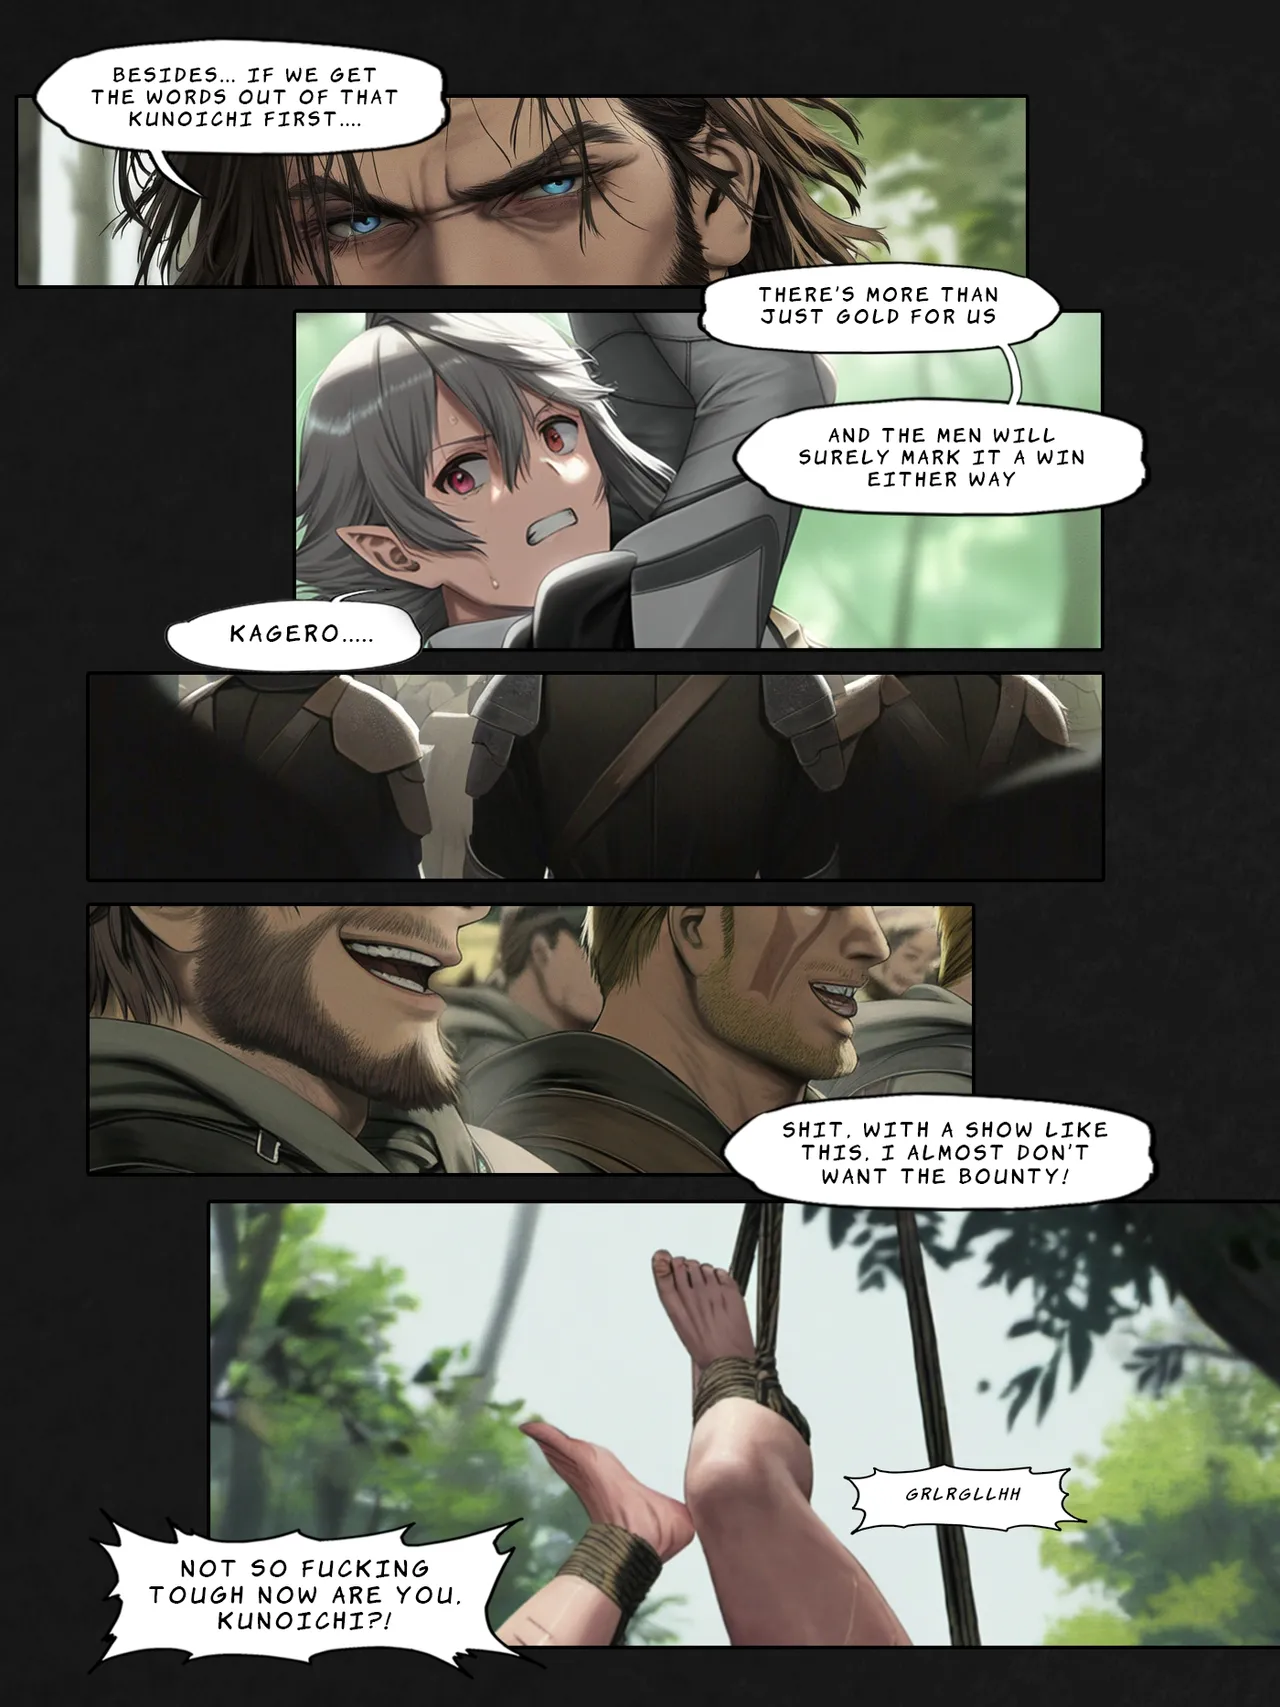 BESIDES... IF WE GET
THE WORDS OUT OF THAT
KUNOICHI FIRST....
THERE'S MORE THAN
JUST GOLD FOR US
AND THE MEN WILL
SURELY MARK IT A WIN
EITHER WAY
KAGERO.....
SHIT, WITH A SHOW LIKE
THIS, I ALMOST DON'T
WANT THE BOUNTY!
GRLRGLLHH
NOT SO FUCKING
TOUGH NOW ARE YOU,
KUNOICHI?!